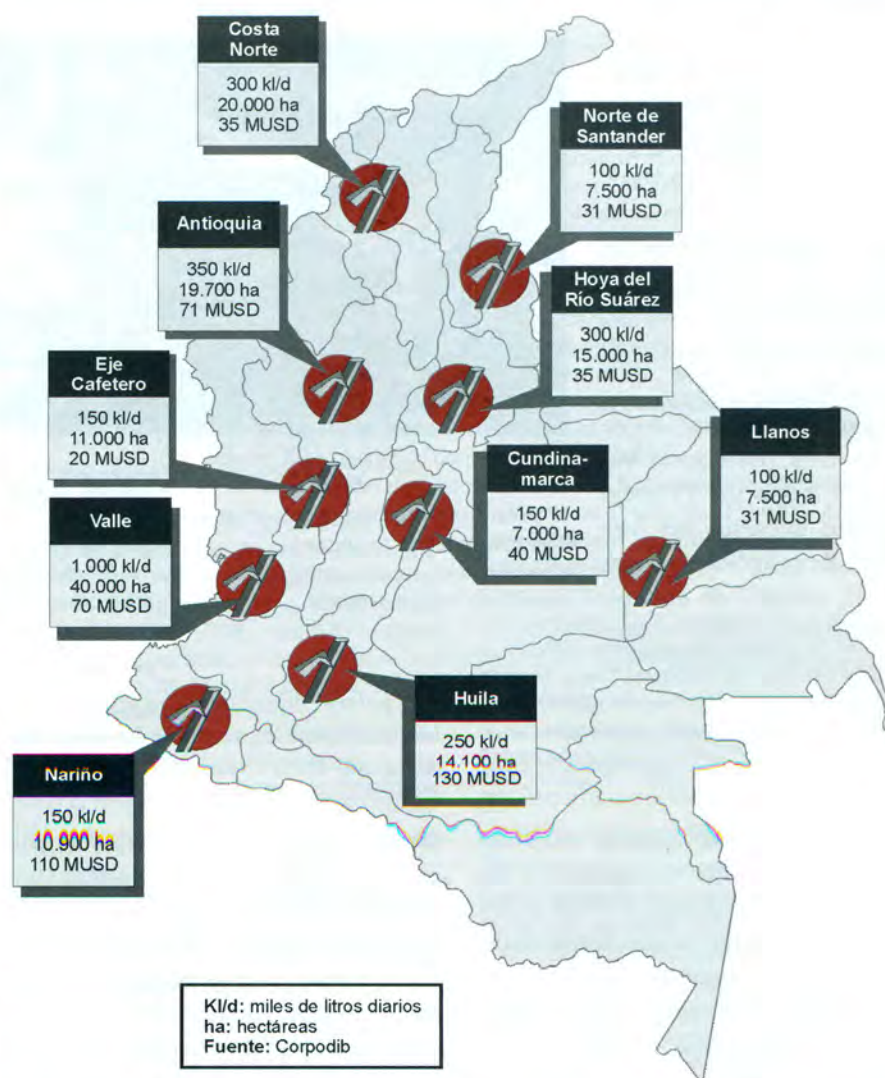 Costa
Norte
300 kl/d
20.000 ha
35 MUSD
Norte de
Santander
100 kl/d
7.500 ha
31 MUSD
Antioquia
350 kl/d
19.700 ha
71 MUSD
Hoya del
Río Suárez
300 kl/d
15.000 ha
35 MUSD
Eje
Cafetero
150 kl/d
11.000 ha
20 MUSD
Llanos
100 kl/d
7.500 ha
31 MUSD
Cundina-
marca
150 kl/d
7.000 ha
40 MUSD
Valle
1.000 kl/d
40.000 ha
70 MUSD
Huila
250 kl/d
14.100 ha
130 MUSD
Nariño
150 kl/d
10.900 ha
110 MUSD
Kl/d: miles de litros diarios
ha: hectáreas
Fuente: Corpodib